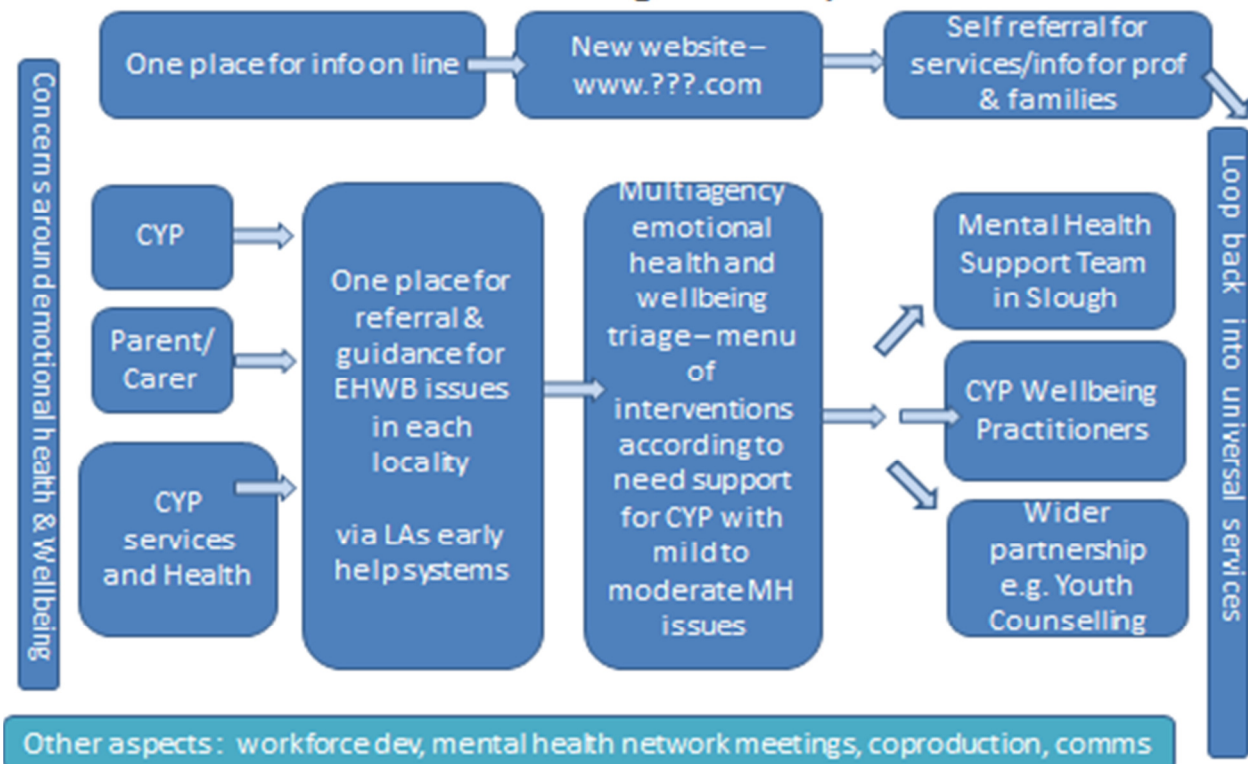 Concerns around emotional health & Wellbeing
One place for info on line
New website –
www.???.com
Self referral for
services/info for prof
& families
CYP
Parent/
Carer
CYP
services
and Health
One place for
referral &
guidance for
EHWB issues
in each
locality
via LAs early
help systems
Multiagency
emotional
health and
wellbeing
triage – menu
of
interventions
according to
need support
for CYP with
mild to
moderate MH
issues
Mental Health
Support Team
in Slough
CYP Wellbeing
Practitioners
Wider
partnership
e.g. Youth
Counselling
Loop back into universal services
Other aspects: workforce dev, mental health network meetings, coproduction, comms